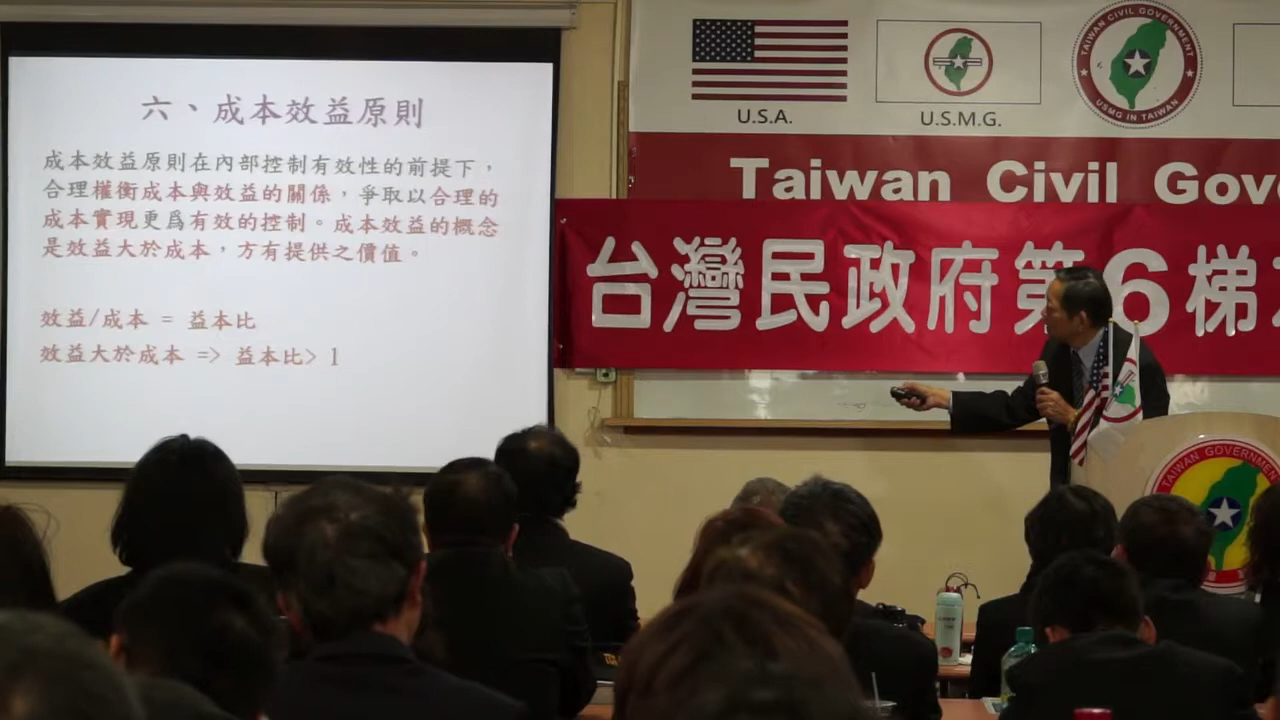 六、成本效益原則
成本效益原則在內部控制有效性的前提下，
合理權衡成本與效益的關係，爭取以合理的
成本實現更為有效的控制。成本效益的概念
是效益大於成本，方有提供之價值。
效益/成本 = 益本比
效益大於成本 => 益本比> 1
U.S.A.
U.S.M.G.
TAIWAN CIVIL GOVERNMENT
USMG IN TAIWAN
Taiwan Civil Gov
台灣民政府第6梯
TAIWAN GOVERNMENT